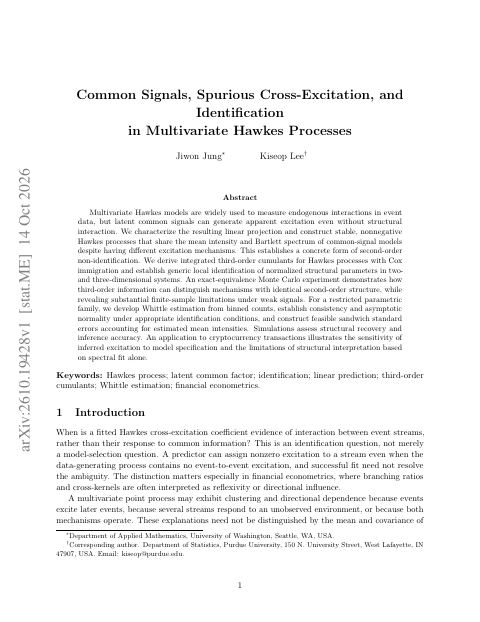 Common Signals, Spurious Cross-Excitation, and
Identification
in Multivariate Hawkes Processes
Jiwon Jung* Kiseop Lee†
Abstract
Multivariate Hawkes models are widely used to measure endogenous interactions in event
data, but latent common signals can generate apparent excitation even without structural
interaction. We characterize the resulting linear projection and construct stable, nonnegative
Hawkes processes that share the mean intensity and Bartlett spectrum of common-signal models
despite having different excitation mechanisms. This establishes a concrete form of second-order
non-identification. We derive integrated third-order cumulants for Hawkes processes with Cox
immigration and establish generic local identification of normalized structural parameters in two-
and three-dimensional systems. An exact-equivalence Monte Carlo experiment demonstrates how
third-order information can distinguish mechanisms with identical second-order structure, while
revealing substantial finite-sample limitations under weak signals. For a restricted parametric
family, we develop Whittle estimation from binned counts, establish consistency and asymptotic
normality under appropriate identification conditions, and construct feasible sandwich standard
errors accounting for estimated mean intensities. Simulations assess structural recovery and
inference accuracy. An application to cryptocurrency transactions illustrates the sensitivity of
inferred excitation to model specification and the limitations of structural interpretation based
on spectral fit alone.
Keywords: Hawkes process; latent common factor; identification; linear prediction; third-order
cumulants; Whittle estimation; financial econometrics.
1 Introduction
When is a fitted Hawkes cross-excitation coefficient evidence of interaction between event streams,
rather than their response to common information? This is an identification question, not merely
a model-selection question. A predictor can assign nonzero excitation to a stream even when the
data-generating process contains no event-to-event excitation, and successful fit need not resolve
the ambiguity. The distinction matters especially in financial econometrics, where branching ratios
and cross-kernels are often interpreted as reflexivity or directional influence.
A multivariate point process may exhibit clustering and directional dependence because events
excite later events, because several streams respond to an unobserved environment, or because both
mechanisms operate. These explanations need not be distinguished by the mean and covariance of
*Department of Applied Mathematics, University of Washington, Seattle, WA, USA.
†Corresponding author. Department of Statistics, Purdue University, 150 N. University Street, West Lafayette, IN
47907, USA. Email: kiseop@purdue.edu.
1
arXiv:2610.19428v1 [stat.ME] 14 Oct 2026